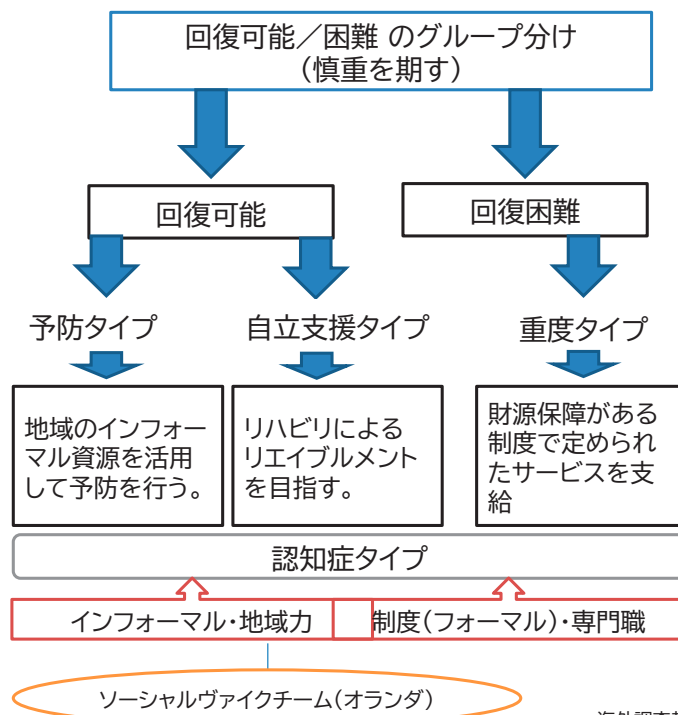 回復可能／困難 のグループ分け
（慎重を期す）
回復可能
回復困難
予防タイプ
自立支援タイプ
重度タイプ
地域のインフォー
マル資源を活用
して予防を行う。
リハビリによる
リエイブルメント
を目指す。
財源保障がある
制度で定められ
たサービスを支
給
認知症タイプ
インフォーマル・地域力
制度（フォーマル）・専門職
ソーシャルヴァイクチーム（オランダ）